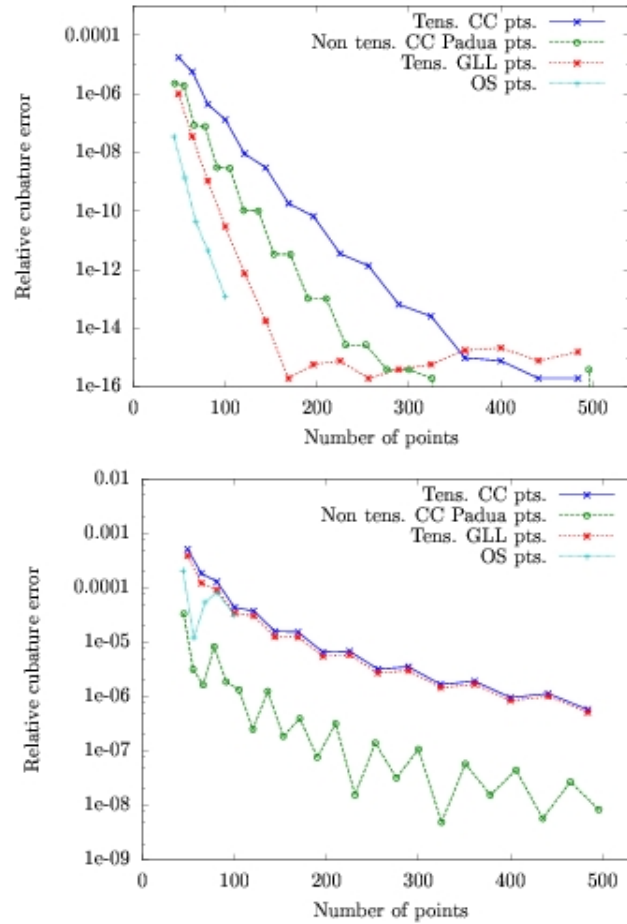 Tens. CC pts.
Non tens. CC Padua pts.
Tens. GLL pts.
OS pts.
0.0001
1e-06
1e-08
1e-10
1e-12
1e-14
1e-16
Relative cubature error
0 100 200 300 400 500
Number of points
Tens. CC pts.
Non tens. CC Padua pts.
Tens. GLL pts.
OS pts.
0.01
0.001
0.0001
1e-05
1e-06
1e-07
1e-08
1e-09
Relative cubature error
0 100 200 300 400 500
Number of points